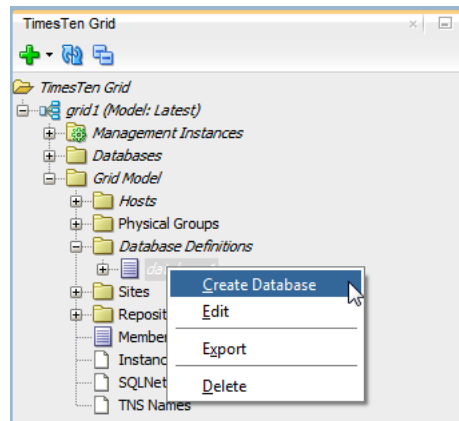 TimesTen Grid
TimesTen Grid
grid1 (Model: Latest)
Management Instances
Databases
Grid Model
Hosts
Physical Groups
Database Definitions
Create Database
Sites
Edit
Export
Delete
TNS Names